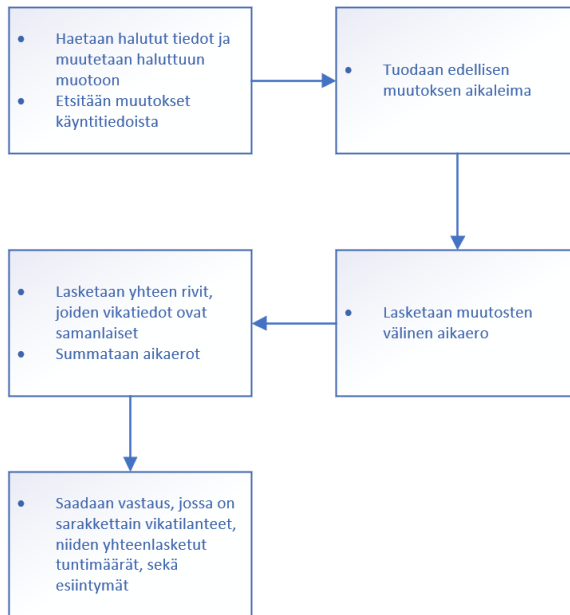 Haetaan halutut tiedot ja
muutetaan haluttuun
muotoon
Etsitään muutokset
käyntitiedoista
Tuodaan edellisen
muutoksen aikaleima
Lasketaan muutosten
välinen aikaero
Lasketaan yhteen rivit,
joiden vikatiedot ovat
samanlaiset
Summataan aikaerot
Saadaan vastaus, jossa on
sarakkettain vikatilanteet,
niiden yhteenlasketut
tuntimäärät, sekä
esiintymät